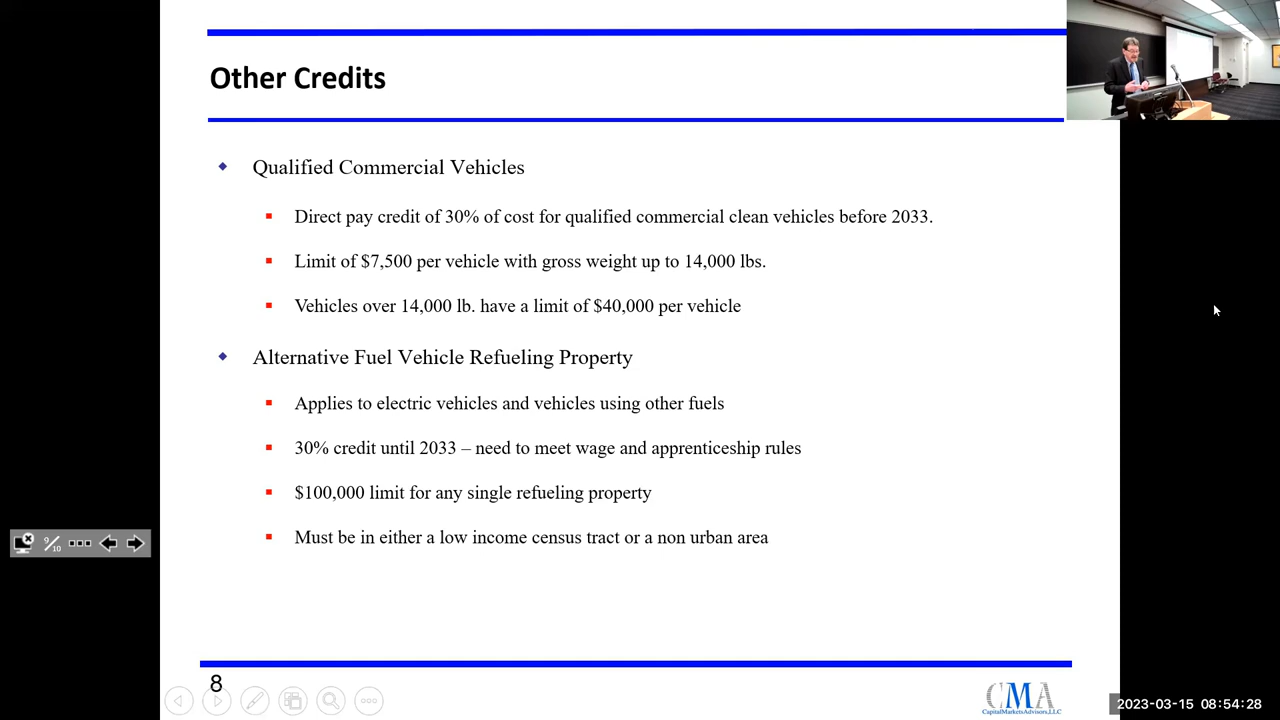 Other Credits
Qualified Commercial Vehicles
Direct pay credit of 30% of cost for qualified commercial clean vehicles before 2033.
Limit of $7,500 per vehicle with gross weight up to 14,000 lbs.
Vehicles over 14,000 lb. have a limit of $40,000 per vehicle
Alternative Fuel Vehicle Refueling Property
Applies to electric vehicles and vehicles using other fuels
30% credit until 2033 – need to meet wage and apprenticeship rules
$100,000 limit for any single refueling property
Must be in either a low income census tract or a non urban area
9/10
8
CMA
CapitalMarketsAdvisors,LLC
2023-03-15 08:54:28